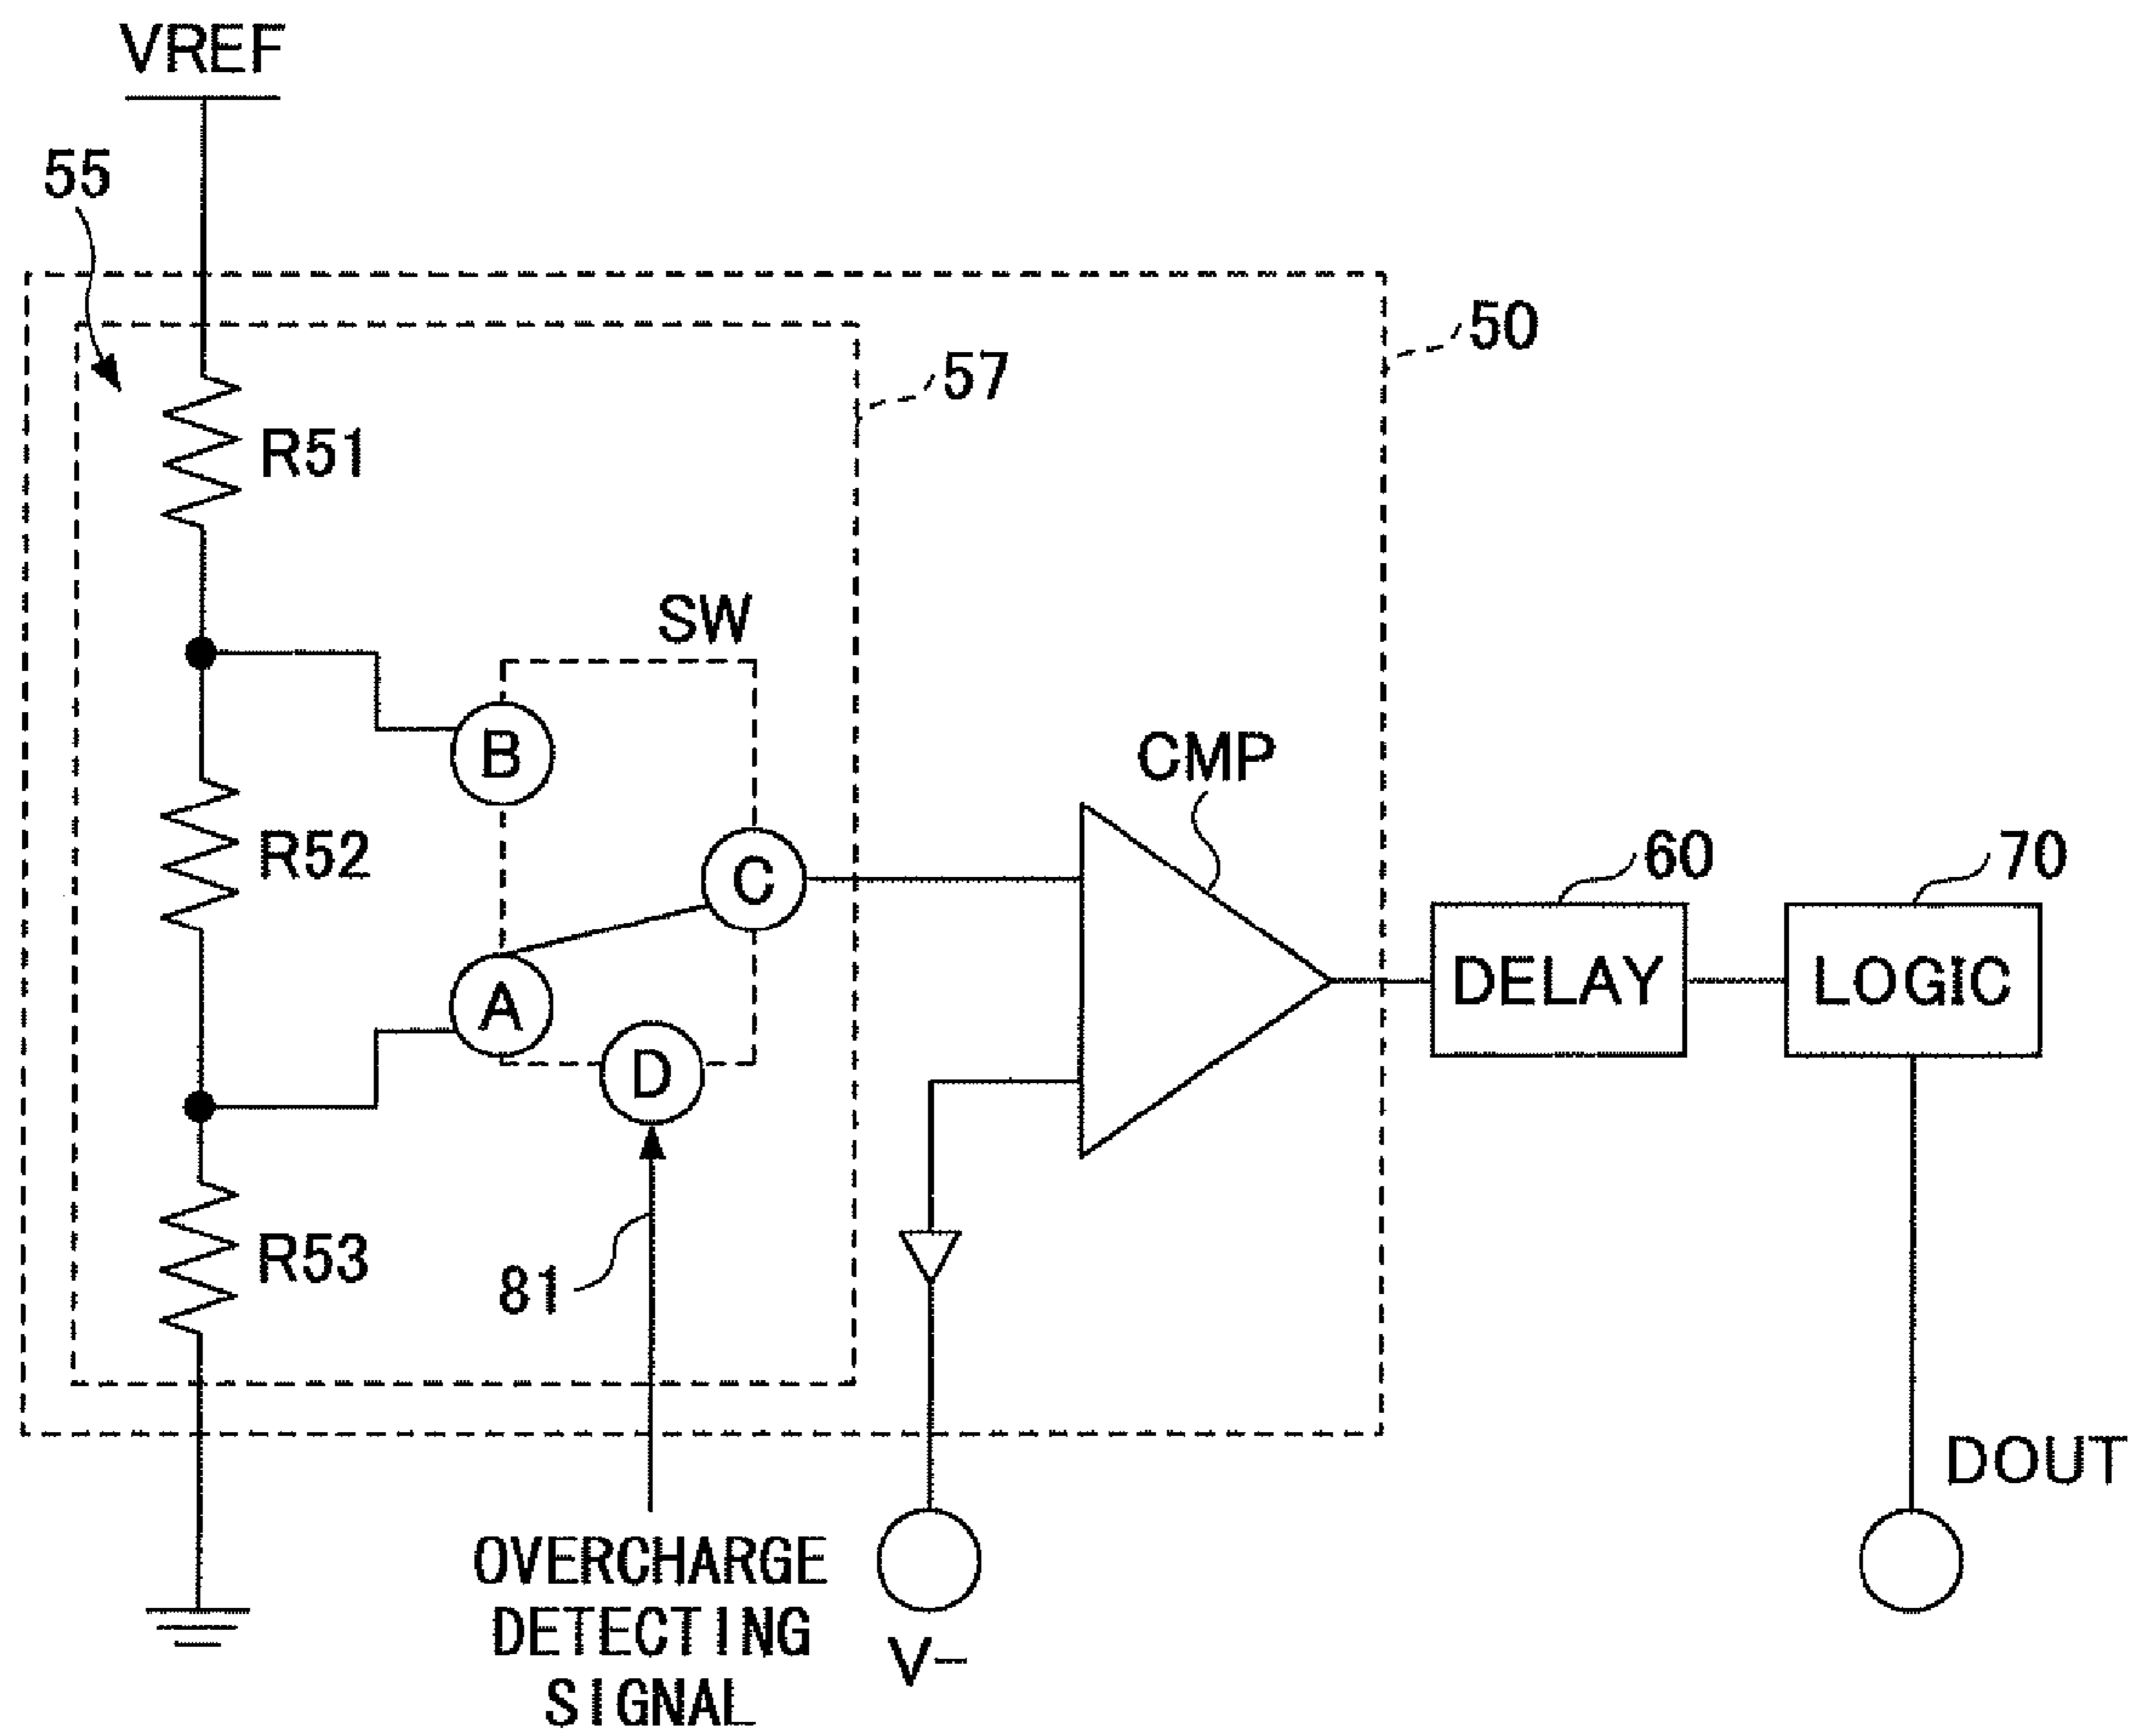 VREF
55
50
57
R51
SW
B
CMP
R52
C
60
70
DELAY
LOGIC
A
D
R53
81
DOUT
OVERCHARGE
DETECTING
SIGNAL
V-